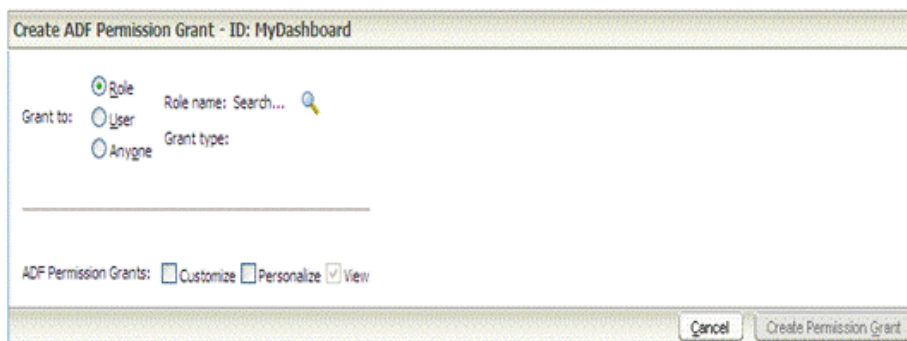 Create ADF Permission Grant - ID: MyDashboard
Role
Role name: Search...
Grant to:
User
Grant type:
Anyone
ADF Permission Grants: Customize Personalize View
Cancel Create Permission Grant